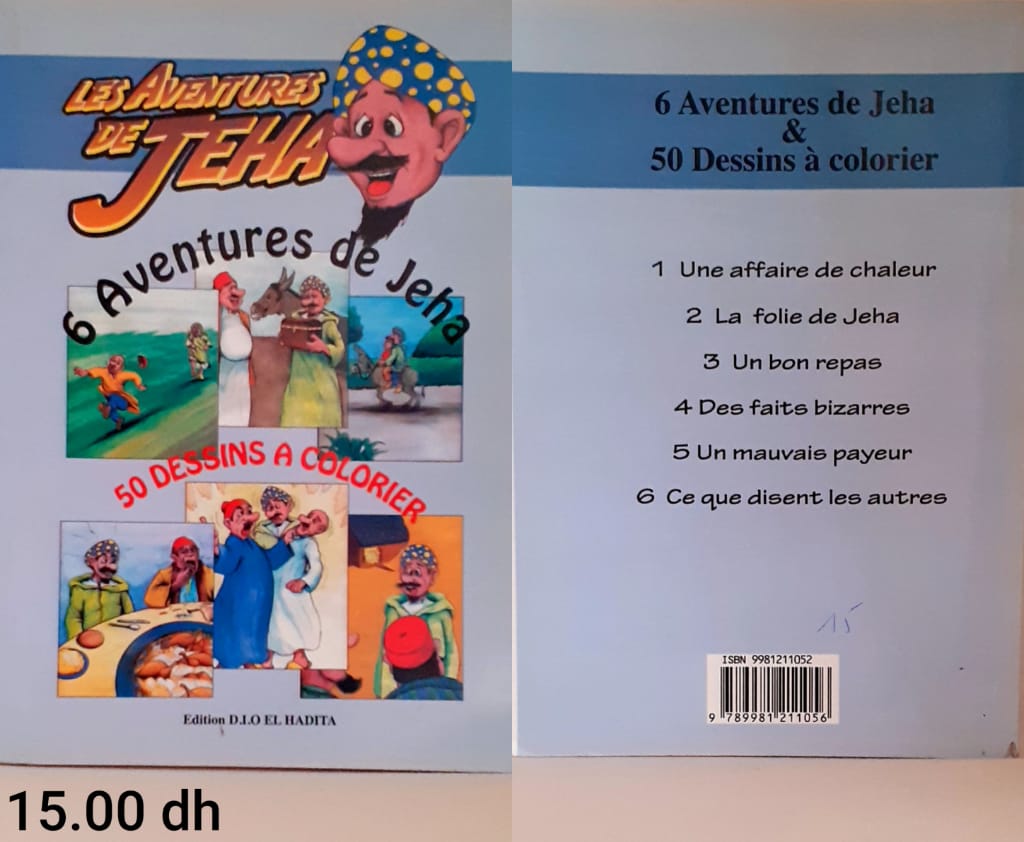 LES AVENTURES
DE JEHA
6 Aventures de Jeha
50 DESSINS A COLORIER
Edition D.I.O EL HADITA
15.00 dh
6 Aventures de Jeha
&
50 Dessins à colorier
1 Une affaire de chaleur
2 La folie de Jeha
3 Un bon repas
4 Des faits bizarres
5 Un mauvais payeur
6 Ce que disent les autres
15
ISBN 9981211052
9 789981 211056